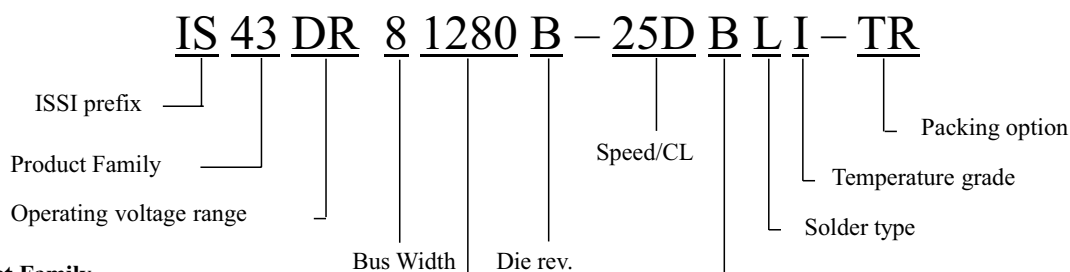 IS 43 DR 8 1280 B – 25D B L I – TR
ISSI prefix
Packing option
Speed/CL
Product Family
Temperature grade
Operating voltage range
Solder type
Bus Width
Die rev.